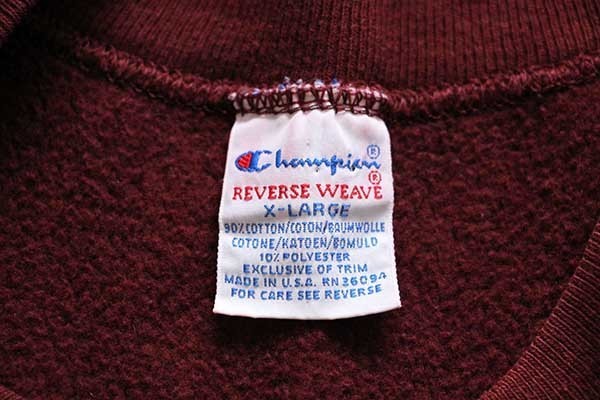 Champion®
REVERSE WEAVE®
X-LARGE
90% COTTON/COTON/BAUMWOLLE
COTONE/KATOEN/BOMULD
10% POLYESTER
EXCLUSIVE OF TRIM
MADE IN U.S.A. RN 26094
FOR CARE SEE REVERSE